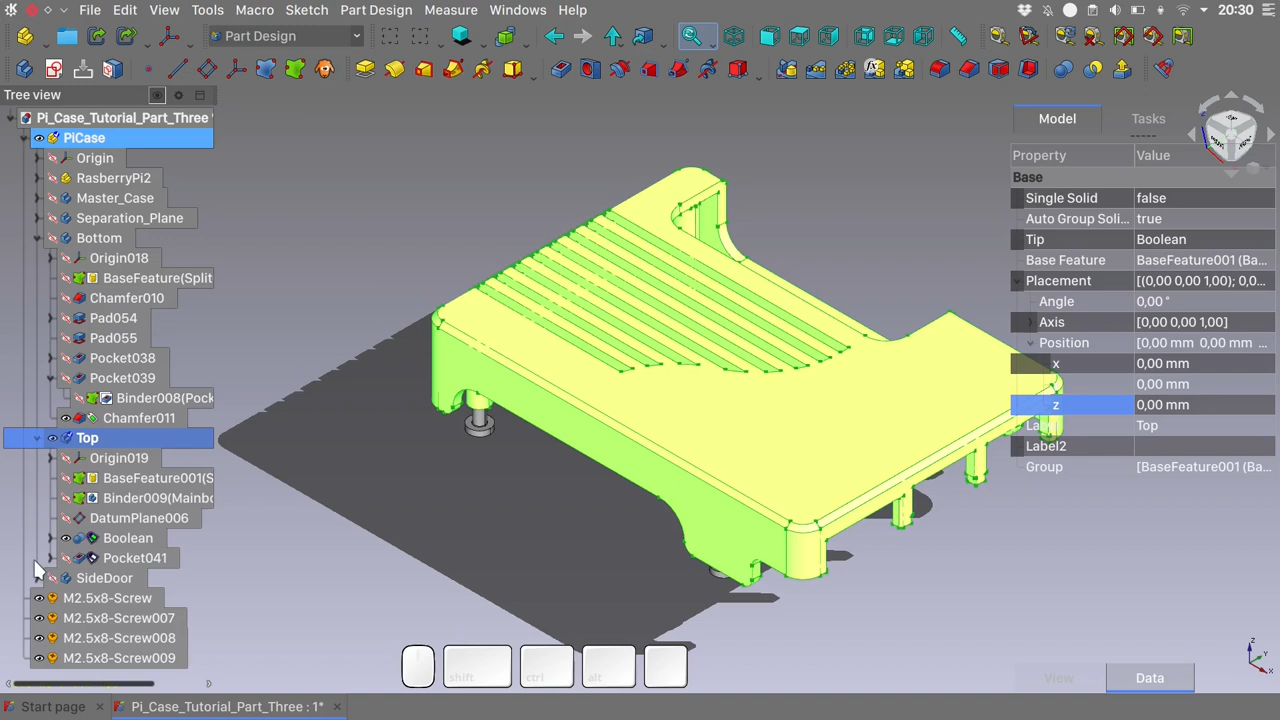 File Edit View Tools Macro Sketch Part Design Measure Windows Help 20:30
Part Design
Tree view
Pi_Case_Tutorial_Part_Three
PiCase
Origin
RasberryPi2
Master_Case
Separation_Plane
Bottom
Origin018
BaseFeature(Split
Chamfer010
Pad054
Pad055
Pocket038
Pocket039
Binder008(Pock
Chamfer011
Top
Origin019
BaseFeature001(S
Binder009(Mainbo
DatumPlane006
Boolean
Pocket041
SideDoor
M2.5x8-Screw
M2.5x8-Screw007
M2.5x8-Screw008
M2.5x8-Screw009
Model Tasks
Property Value
Base
Single Solid false
Auto Group Soli... true
Tip Boolean
Base Feature BaseFeature001 (Ba...
Placement [(0,00 0,00 1,00); 0,0...
Angle 0,00 °
Axis [0,00 0,00 1,00]
Position [0,00 mm 0,00 mm ...
x 0,00 mm
0,00 mm
z 0,00 mm
Label Top
Label2
Group [BaseFeature001 (Ba...
shift ctrl alt
View Data
Start page Pi_Case_Tutorial_Part_Three : 1*